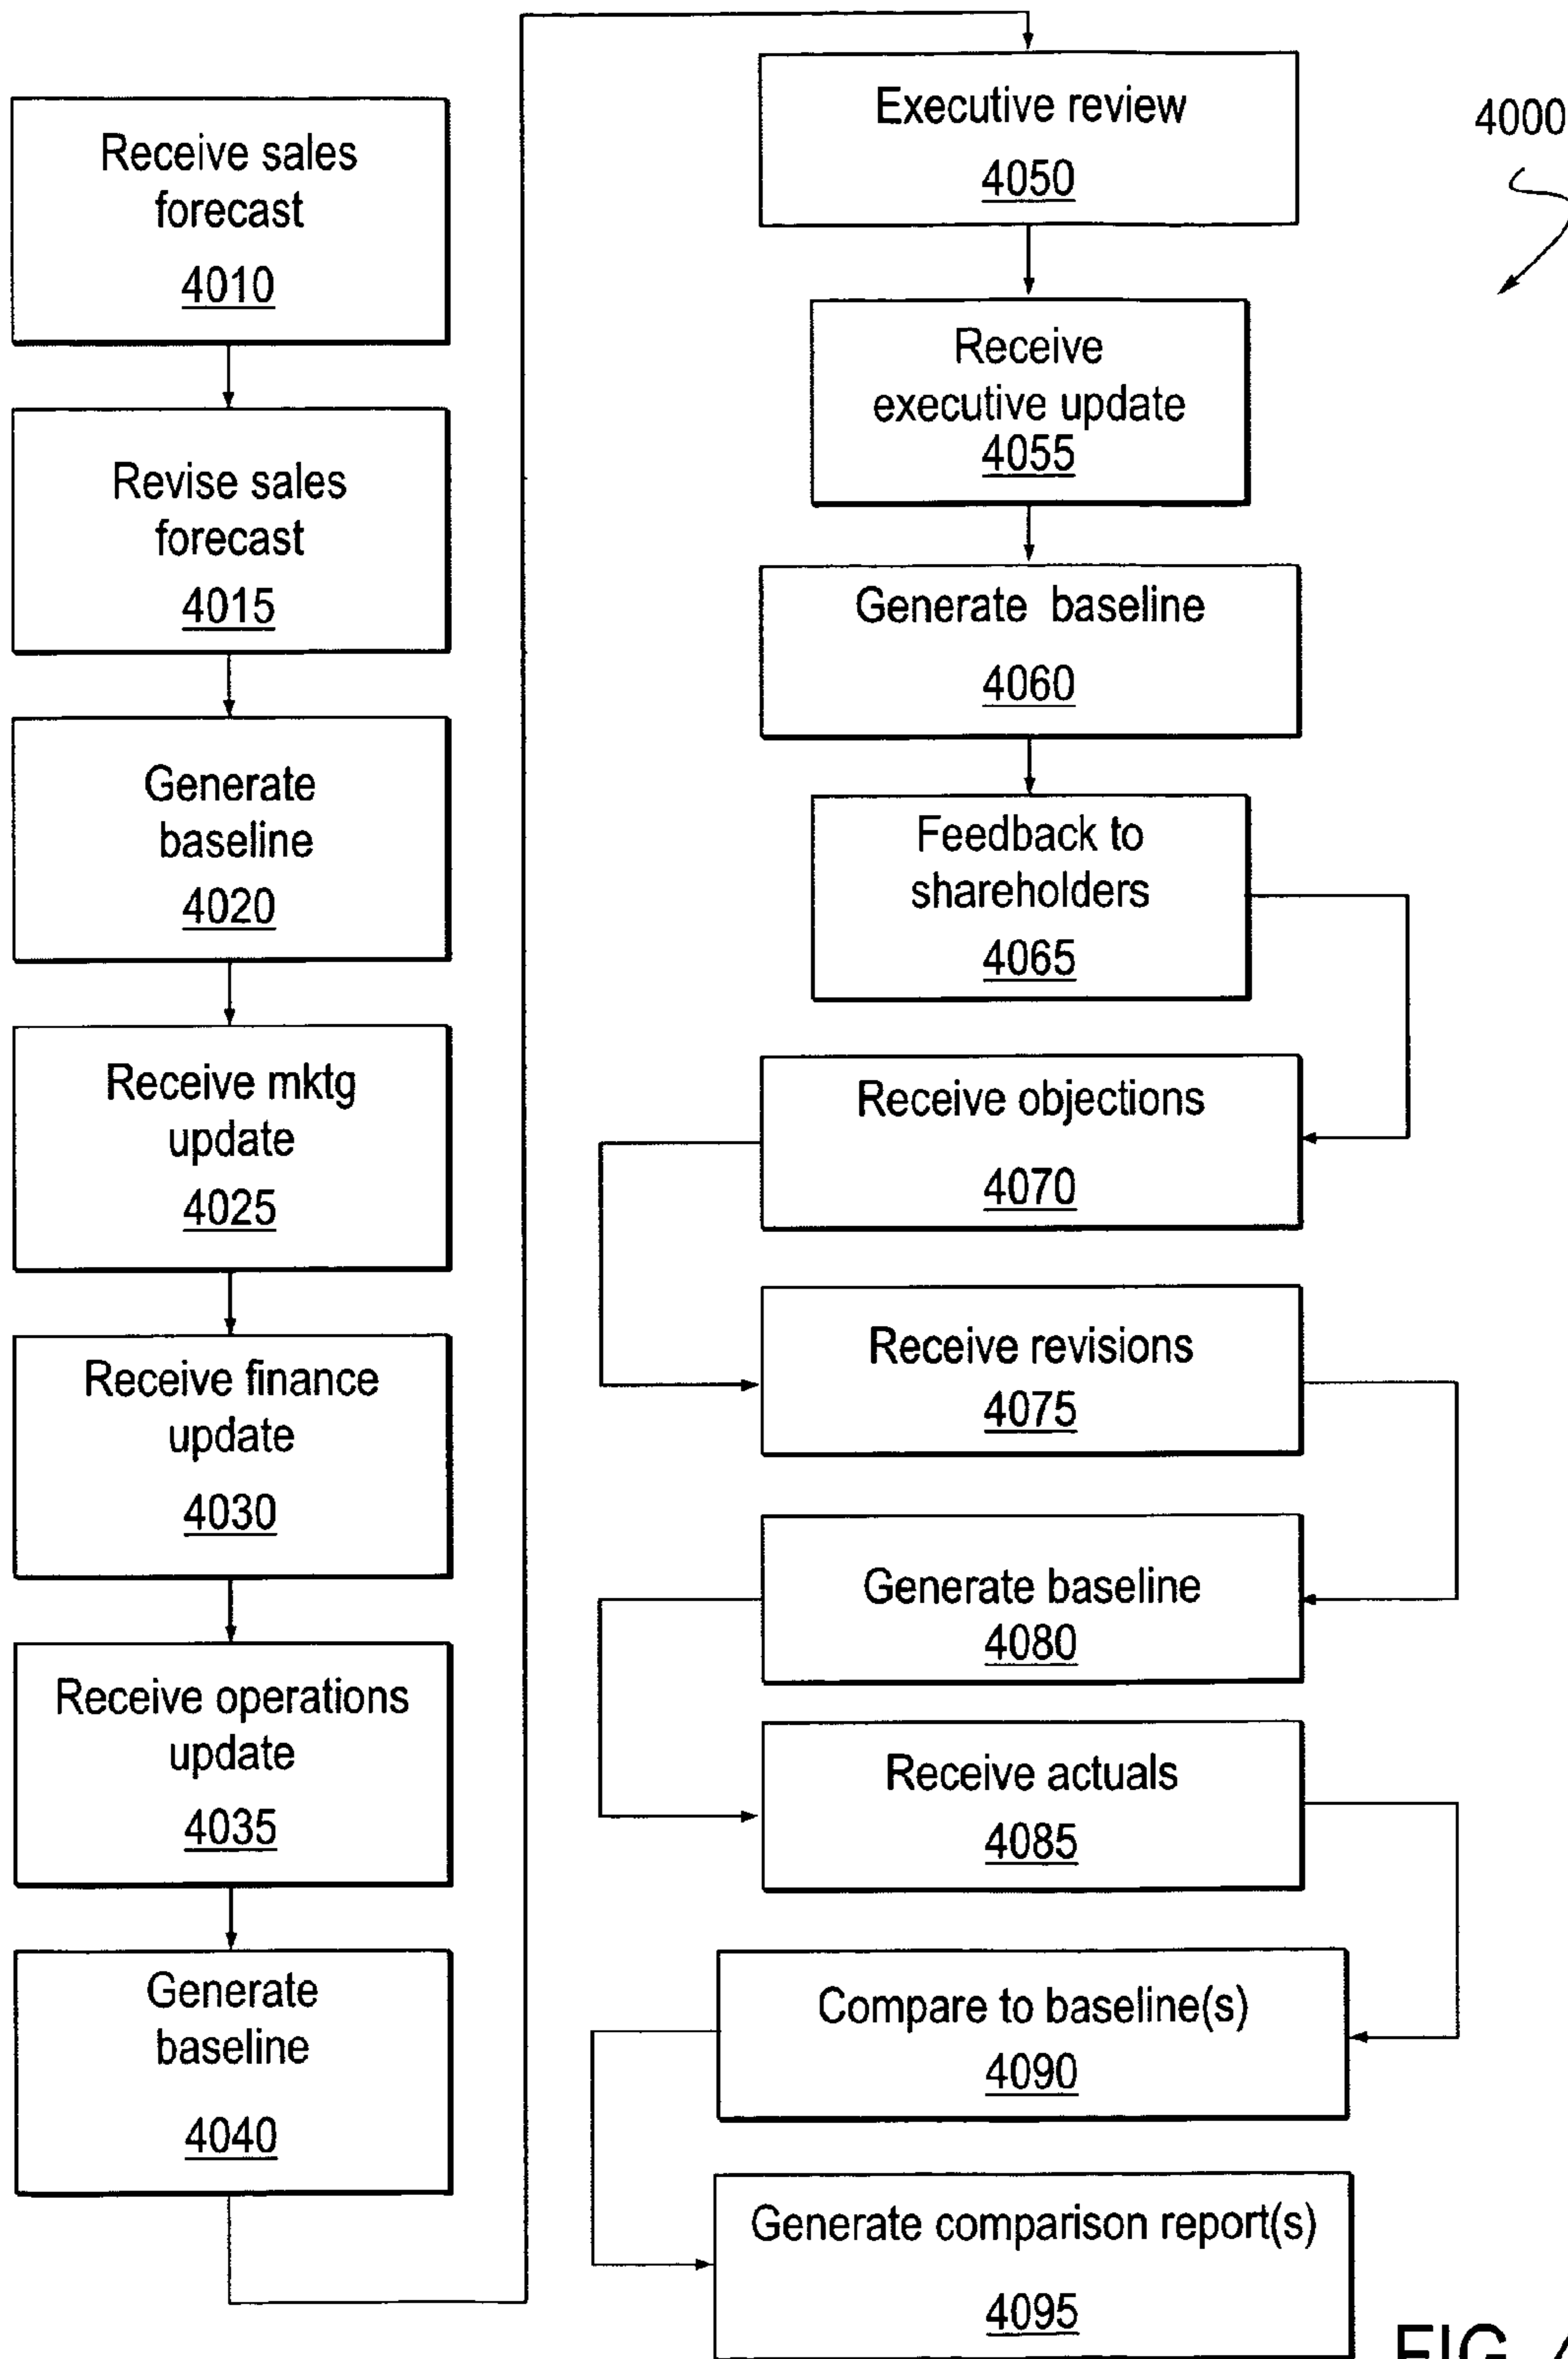 Receive sales
forecast
4010
Revise sales
forecast
4015
Generate
baseline
4020
Receive mktg
update
4025
Receive finance
update
4030
Receive operations
update
4035
Generate
baseline
4040
Executive review
4050
Receive
executive update
4055
Generate baseline
4060
Feedback to
shareholders
4065
Receive objections
4070
Receive revisions
4075
Generate baseline
4080
Receive actuals
4085
Compare to baseline(s)
4090
Generate comparison report(s)
4095
4000
FIG.